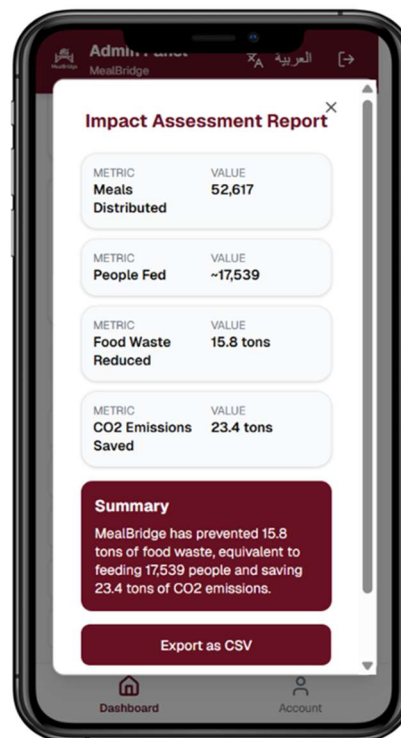 MealBridge
Admin Panel
MealBridge
العربية
Impact Assessment Report
METRIC
Meals
Distributed
VALUE
52,617
METRIC
People Fed
VALUE
~17,539
METRIC
Food Waste
Reduced
VALUE
15.8 tons
METRIC
CO2 Emissions
Saved
VALUE
23.4 tons
Summary
MealBridge has prevented 15.8
tons of food waste, equivalent to
feeding 17,539 people and saving
23.4 tons of CO2 emissions.
Export as CSV
Dashboard
Account